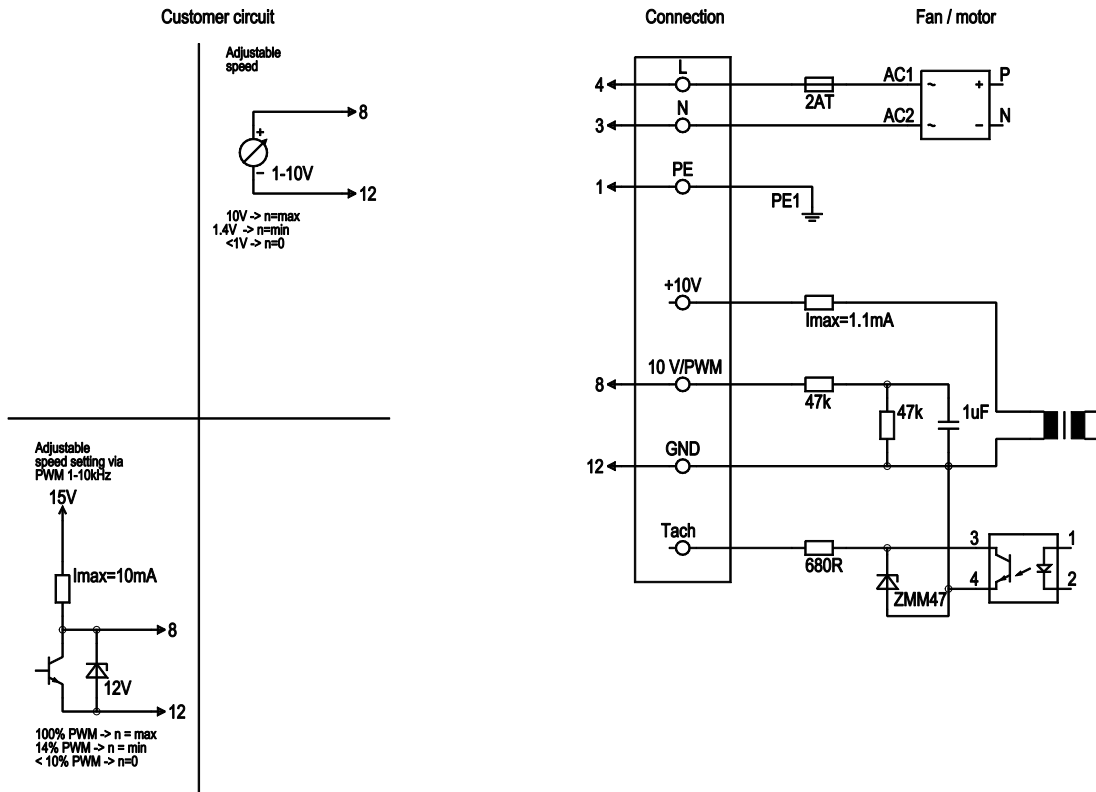 Customer circuit
Connection
Fan / motor
Adjustable
speed
8
+
− 1-10V
12
10V -> n=max
1.4V -> n=min
<1V -> n=0
Adjustable
speed setting via
PWM 1-10kHz
15V
Imax=10mA
8
12V
12
100% PWM -> n = max
14% PWM -> n = min
< 10% PWM -> n=0
L
4
2AT
AC1
~
+
P
N
3
AC2
~
−
N
PE
1
PE1
+10V
Imax=1.1mA
10 V/PWM
8
47k
47k
1uF
GND
12
Tach
680R
ZMM47
3
4
1
2